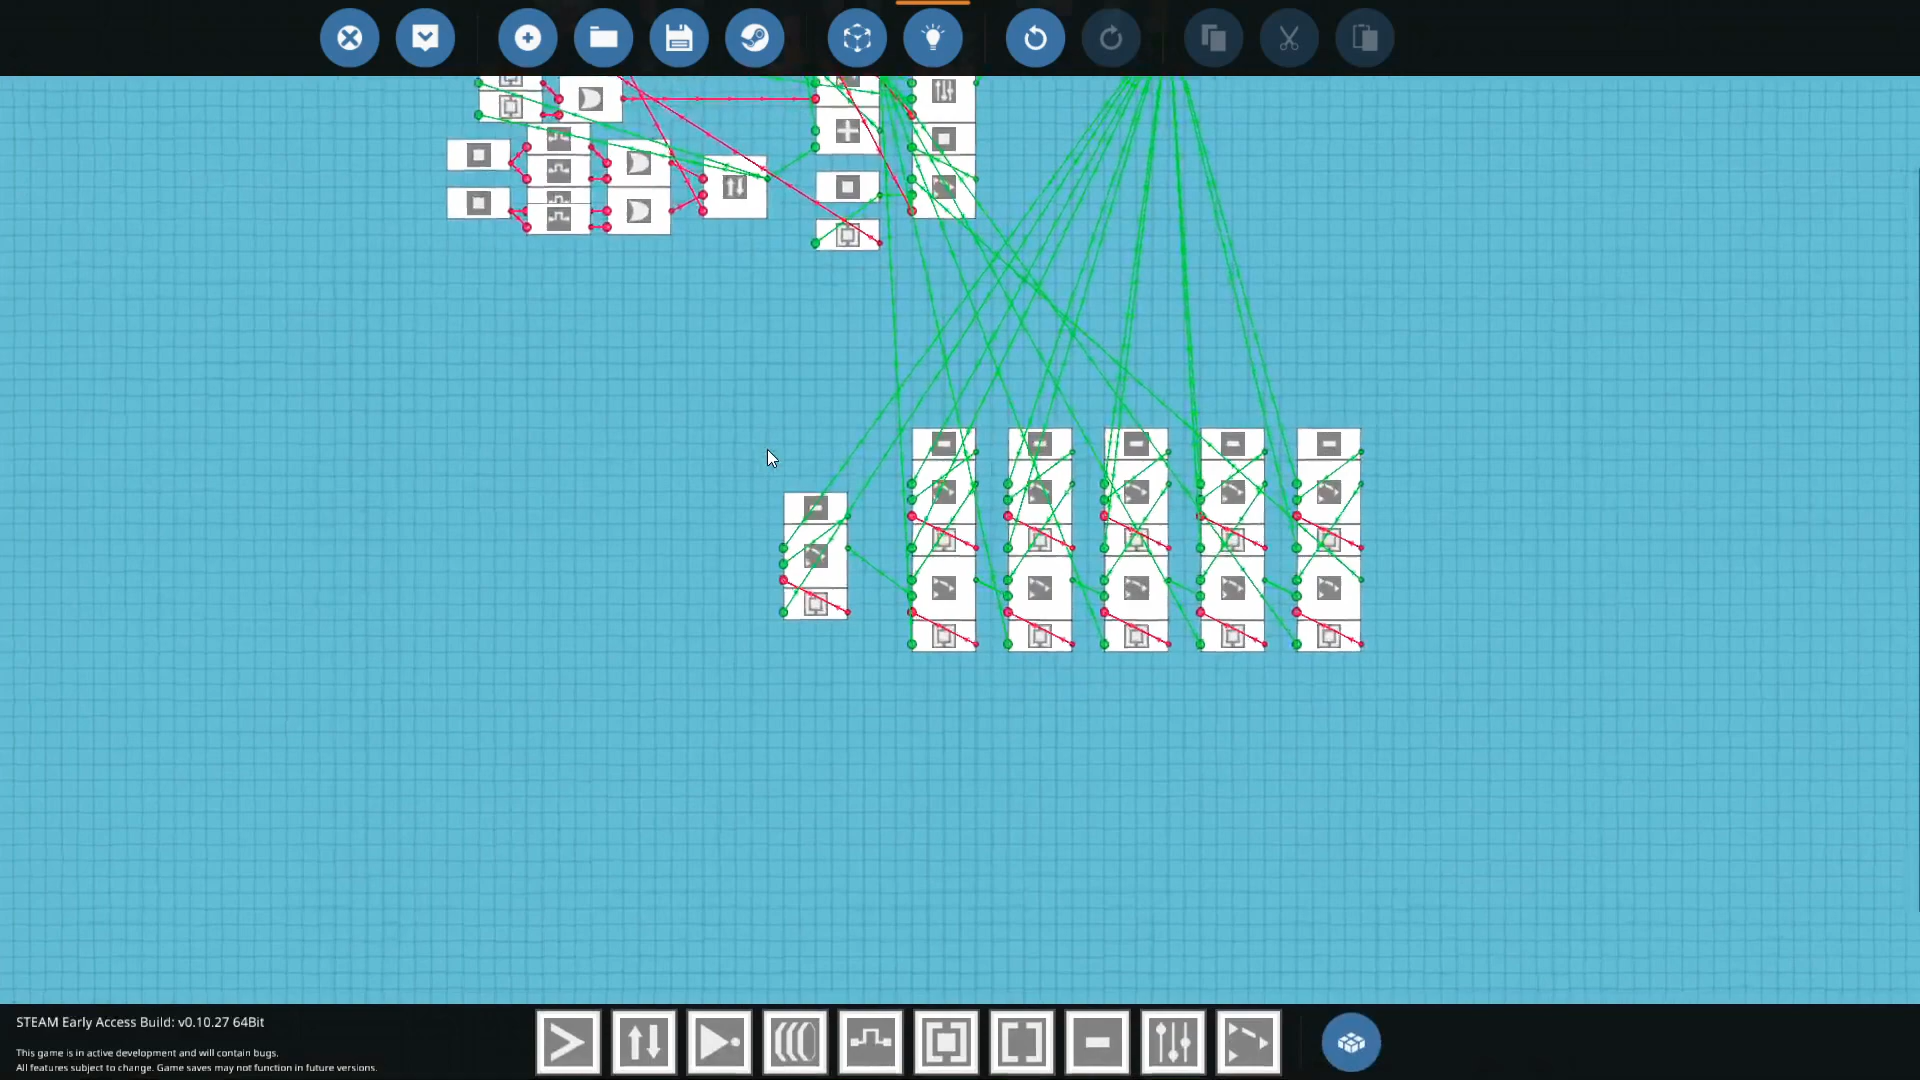 STEAM Early Access Build: v0.10.27 64Bit
This game is in active development and will contain bugs.
All features subject to change. Game saves may not function in future versions.